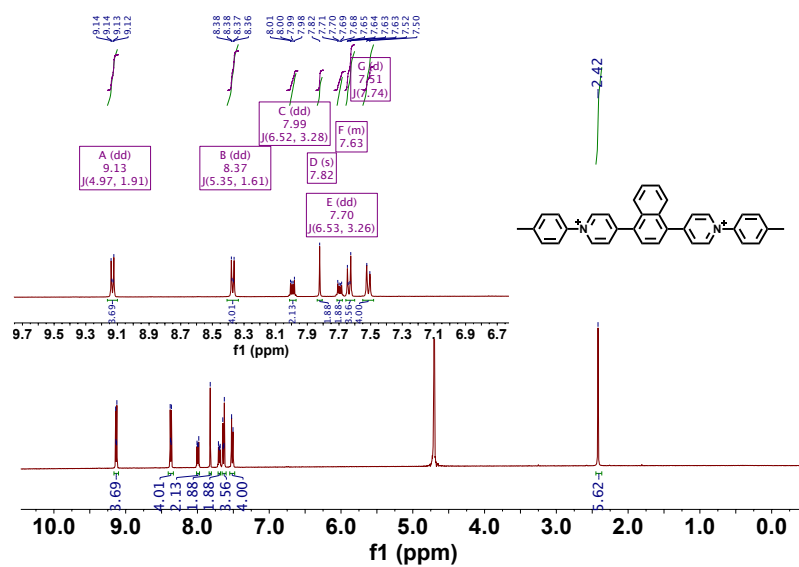 9.14
9.14
9.13
9.12
8.38
8.38
8.37
8.36
8.01
8.00
7.99
7.98
7.82
7.71
7.70
7.69
7.68
7.65
7.64
7.63
7.63
7.52
7.50
2.42
G (d)
7.51
J(7.74)
C (dd)
7.99
J(6.52, 3.28)
F (m)
7.63
A (dd)
9.13
J(4.97, 1.91)
B (dd)
8.37
J(5.35, 1.61)
D (s)
7.82
E (dd)
7.70
J(6.53, 3.26)
N
+
N
+
3.69
4.01
2.13
1.88
1.88
3.56
4.00
9.7 9.5 9.3 9.1 8.9 8.7 8.5 8.3 8.1 7.9 7.7 7.5 7.3 7.1 6.9 6.7
f1 (ppm)
3.69
4.01
2.13
1.88
1.88
3.56
4.00
5.62
10.0 9.0 8.0 7.0 6.0 5.0 4.0 3.0 2.0 1.0 0.0
f1 (ppm)